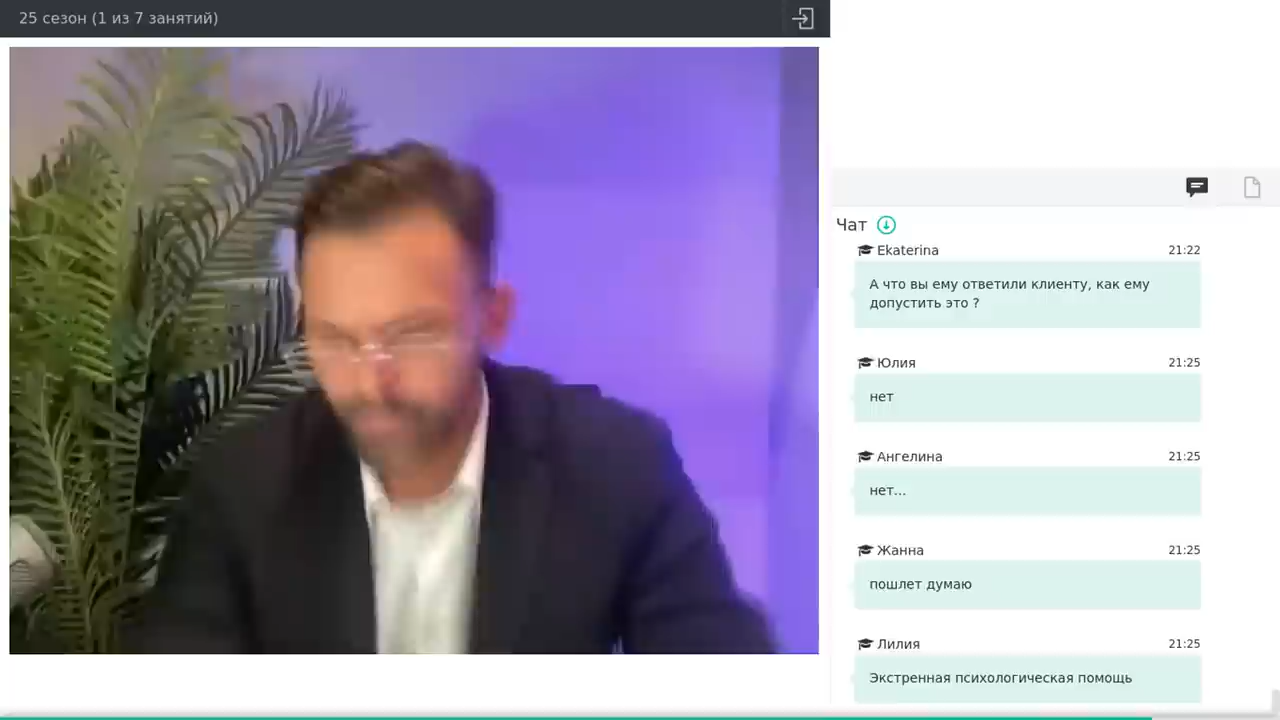 25 сезон (1 из 7 занятий)
Чат
Ekaterina 21:22
А что вы ему ответили клиенту, как ему
допустить это ?
Юлия 21:25
нет
Ангелина 21:25
нет...
Жанна 21:25
пошлет думаю
Лилия 21:25
Экстренная психологическая помощь